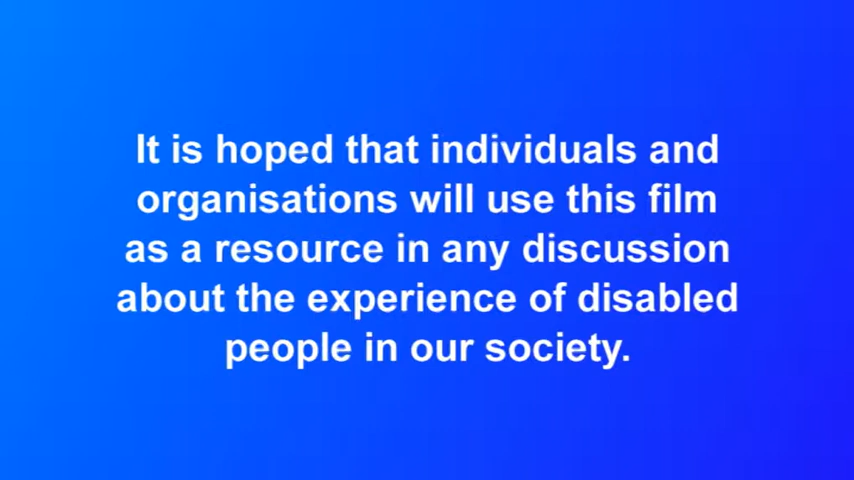 It is hoped that individuals and
organisations will use this film
as a resource in any discussion
about the experience of disabled
people in our society.